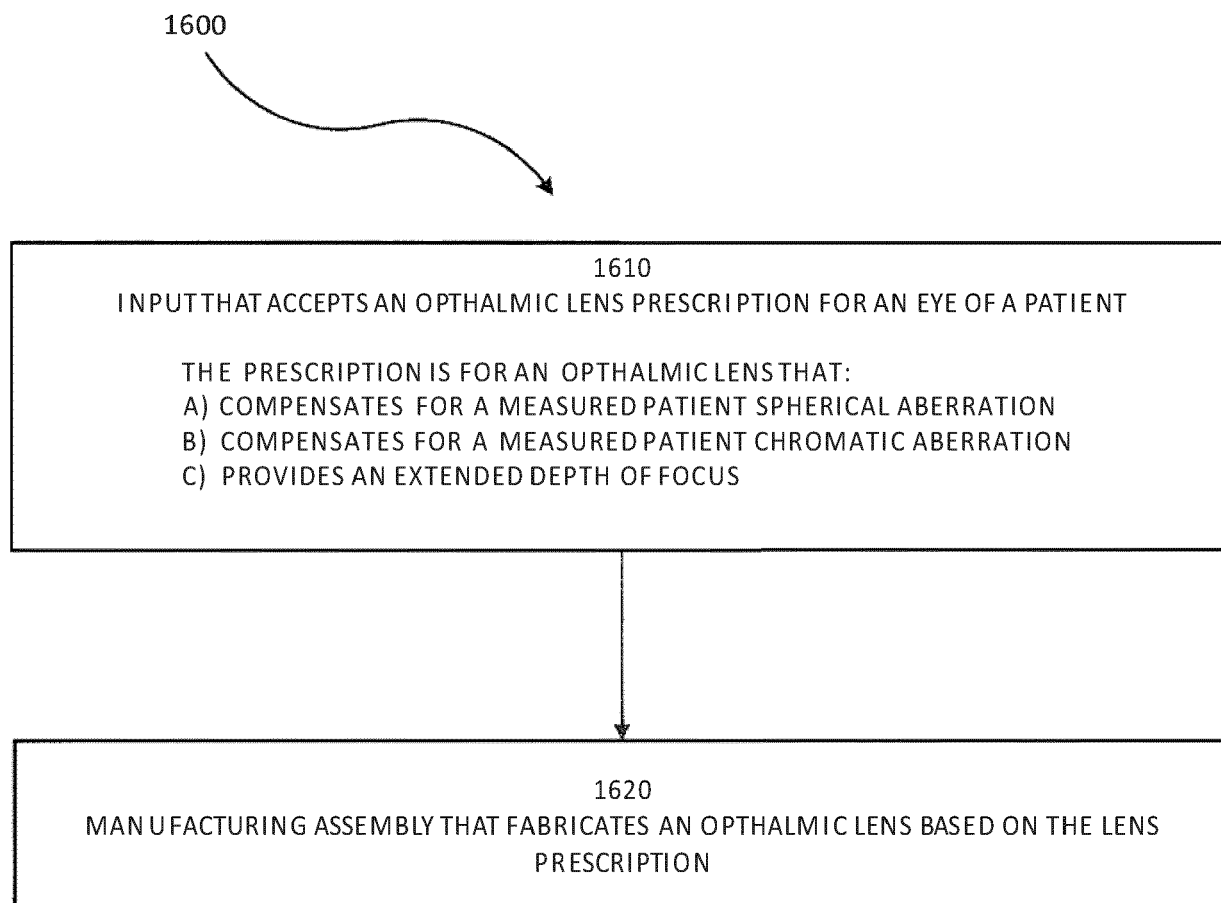 1600
1610
INPUT THAT ACCEPTS AN OPTHALMIC LENS PRESCRIPTION FOR AN EYE OF A PATIENT
THE PRESCRIPTION IS FOR AN OPTHALMIC LENS THAT:
A) COMPENSATES FOR A MEASURED PATIENT SPHERICAL ABERRATION
B) COMPENSATES FOR A MEASURED PATIENT CHROMATIC ABERRATION
C) PROVIDES AN EXTENDED DEPTH OF FOCUS
1620
MANUFACTURING ASSEMBLY THAT FABRICATES AN OPTHALMIC LENS BASED ON THE LENS
PRESCRIPTION